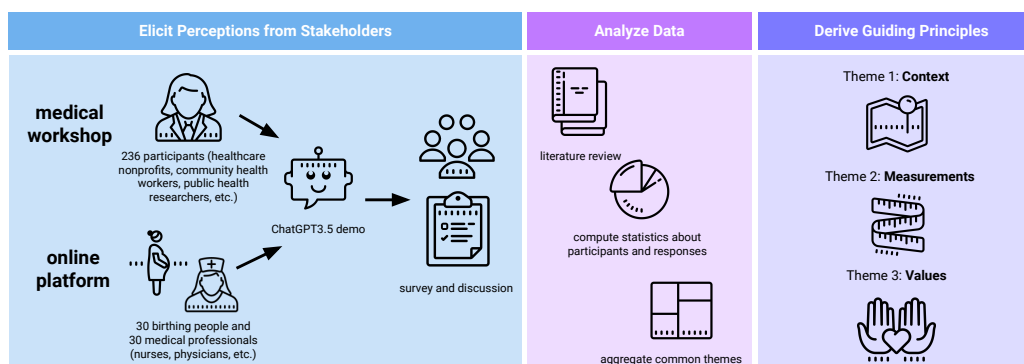 Elicit Perceptions from Stakeholders
medical
workshop
236 participants (healthcare
nonprofits, community health
workers, public health
researchers, etc.)
ChatGPT3.5 demo
online
platform
30 birthing people and
30 medical professionals
(nurses, physicians, etc.)
survey and discussion
Analyze Data
literature review
compute statistics about
participants and responses
aggregate common themes
Derive Guiding Principles
Theme 1: Context
Theme 2: Measurements
Theme 3: Values